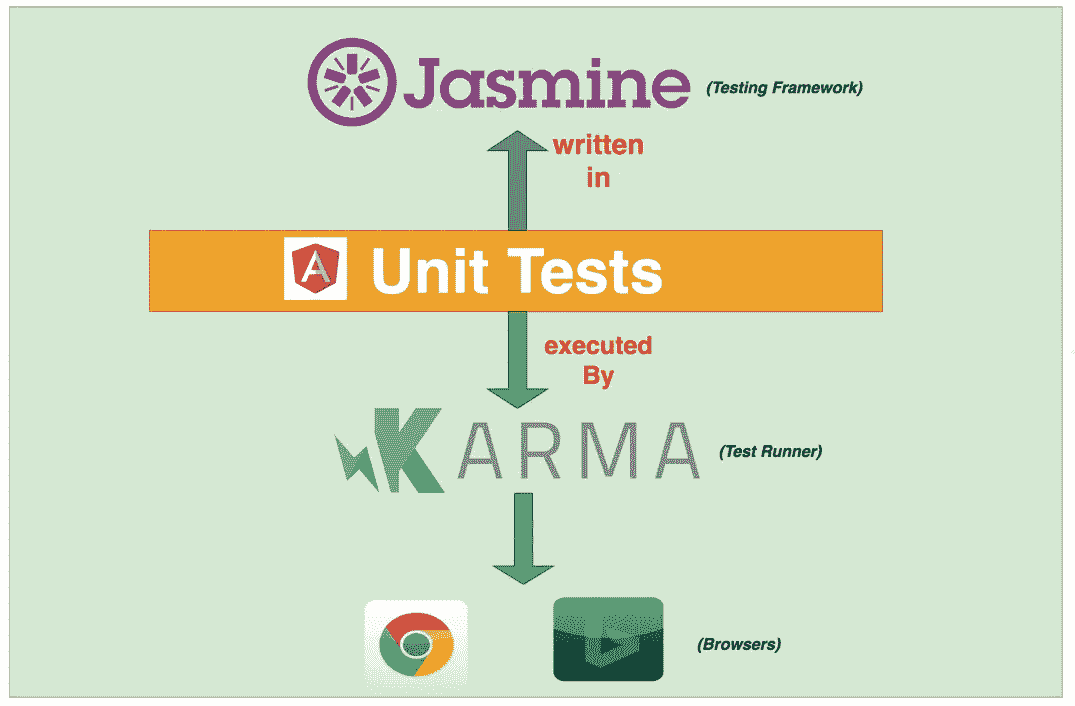 Jasmine (Testing Framework)
written
in
A Unit Tests
executed
By
KARMA (Test Runner)
(Browsers)